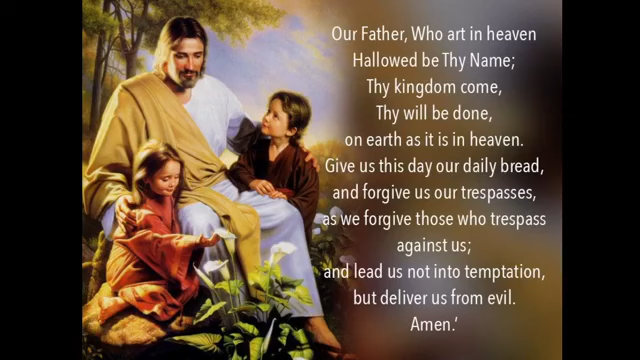 Our Father, Who art in heaven
Hallowed be Thy Name;
Thy kingdom come,
Thy will be done,
on earth as it is in heaven.
Give us this day our daily bread,
and forgive us our trespasses,
as we forgive those who trespass
against us;
and lead us not into temptation,
but deliver us from evil.
Amen.‘